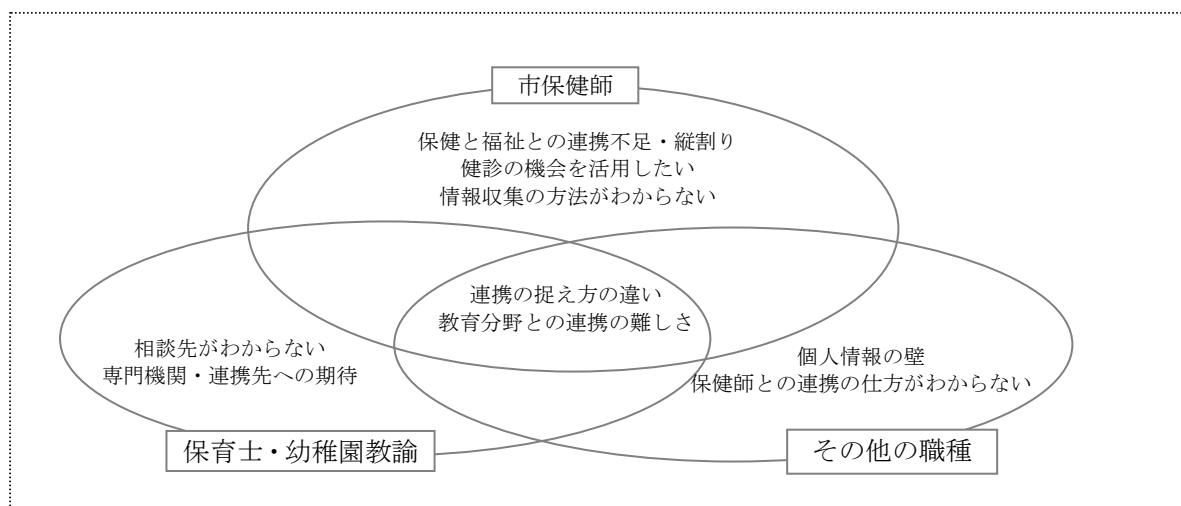 市保健師
保健と福祉との連携不足・縦割り
健診の機会を活用したい
情報収集の方法がわからない
連携の捉え方の違い
教育分野との連携の難しさ
相談先がわからない
専門機関・連携先への期待
個人情報の壁
保健師との連携の仕方がわからない
保育士・幼稚園教諭
その他の職種